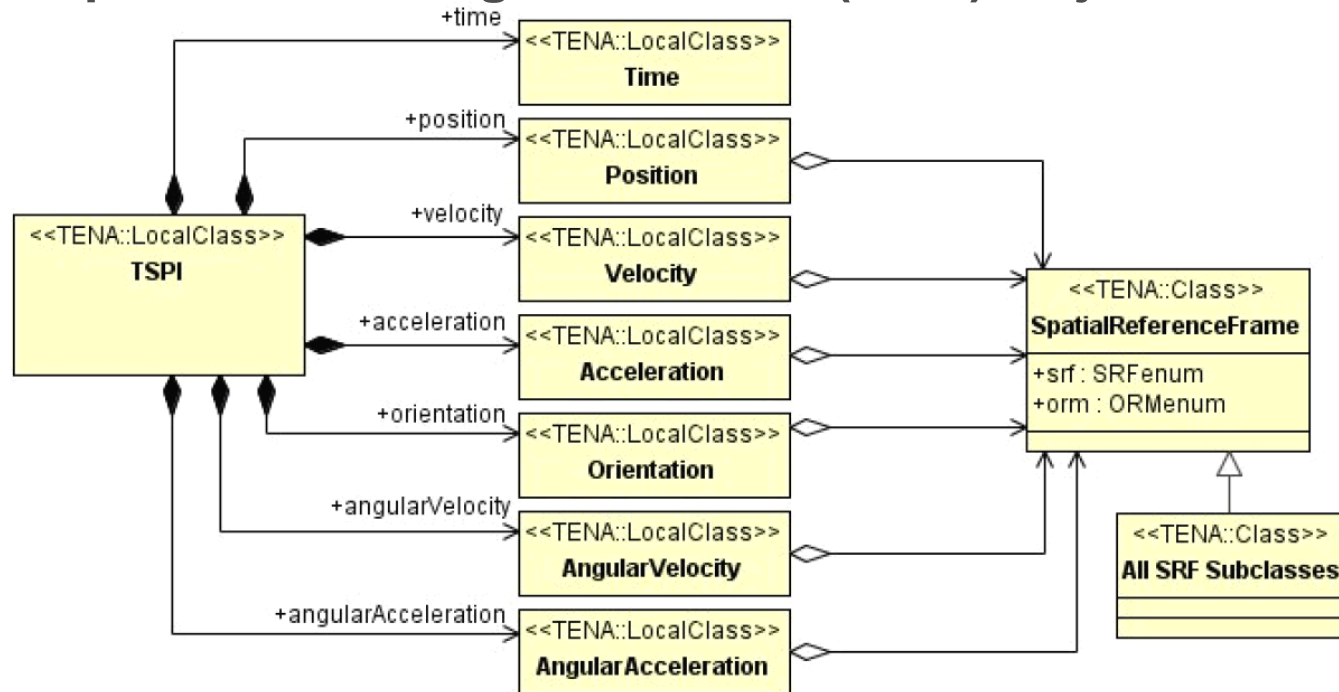 +time
<<TENA::LocalClass>>
Time
+position
<<TENA::LocalClass>>
Position
<<TENA::LocalClass>>
TSPI
+velocity
<<TENA::LocalClass>>
Velocity
<<TENA::Class>>
SpatialReferenceFrame
+srf : SRFenum
+orm : ORMenum
+acceleration
<<TENA::LocalClass>>
Acceleration
+orientation
<<TENA::LocalClass>>
Orientation
+angularVelocity
<<TENA::LocalClass>>
AngularVelocity
<<TENA::Class>>
All SRF Subclasses
+angularAcceleration
<<TENA::LocalClass>>
AngularAcceleration